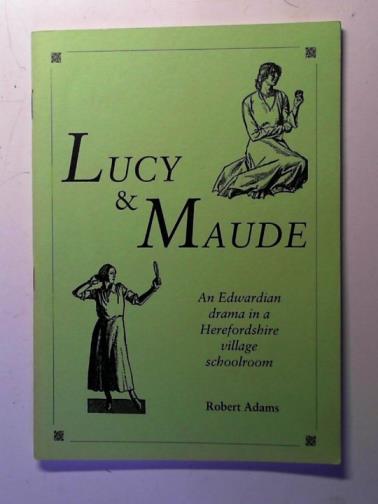 LUCY
&
MAUDE
An Edwardian
drama in a
Herefordshire
village
schoolroom
Robert Adams